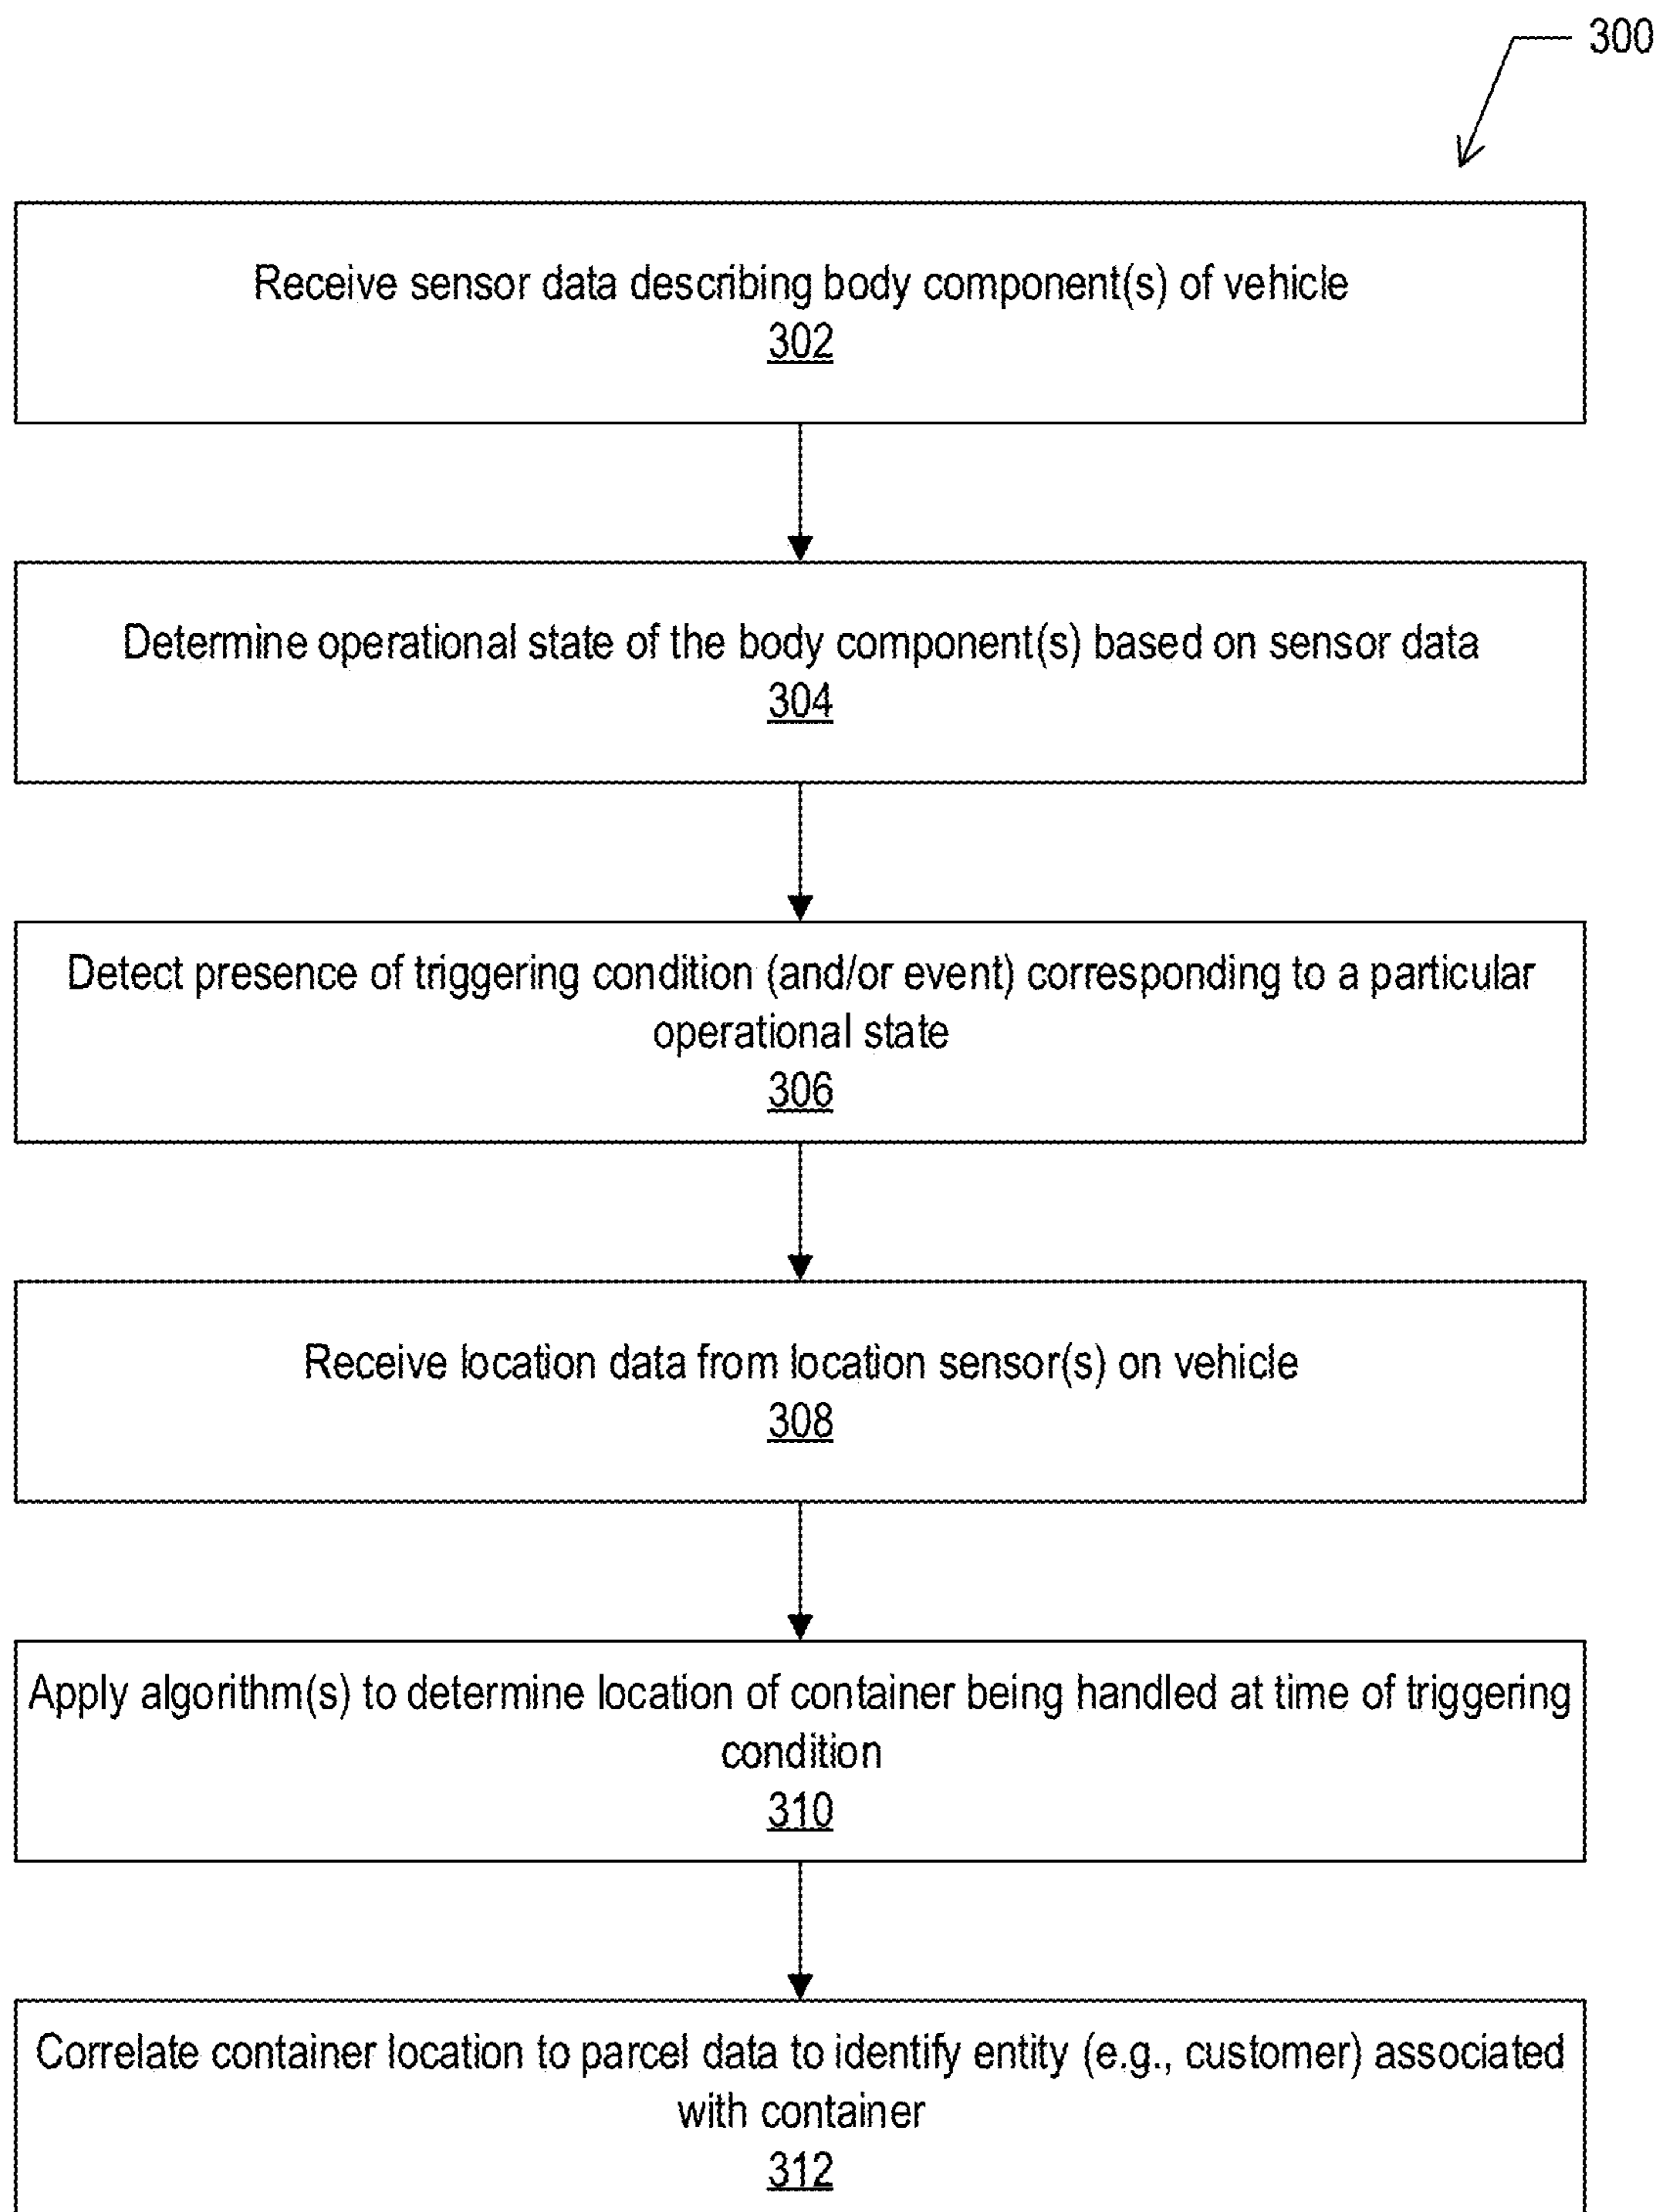 300
Receive sensor data describing body component(s) of vehicle
302
Determine operational state of the body component(s) based on sensor data
304
Detect presence of triggering condition (and/or event) corresponding to a particular
operational state
306
Receive location data from location sensor(s) on vehicle
308
Apply algorithm(s) to determine location of container being handled at time of triggering
condition
310
Correlate container location to parcel data to identify entity (e.g., customer) associated
with container
312